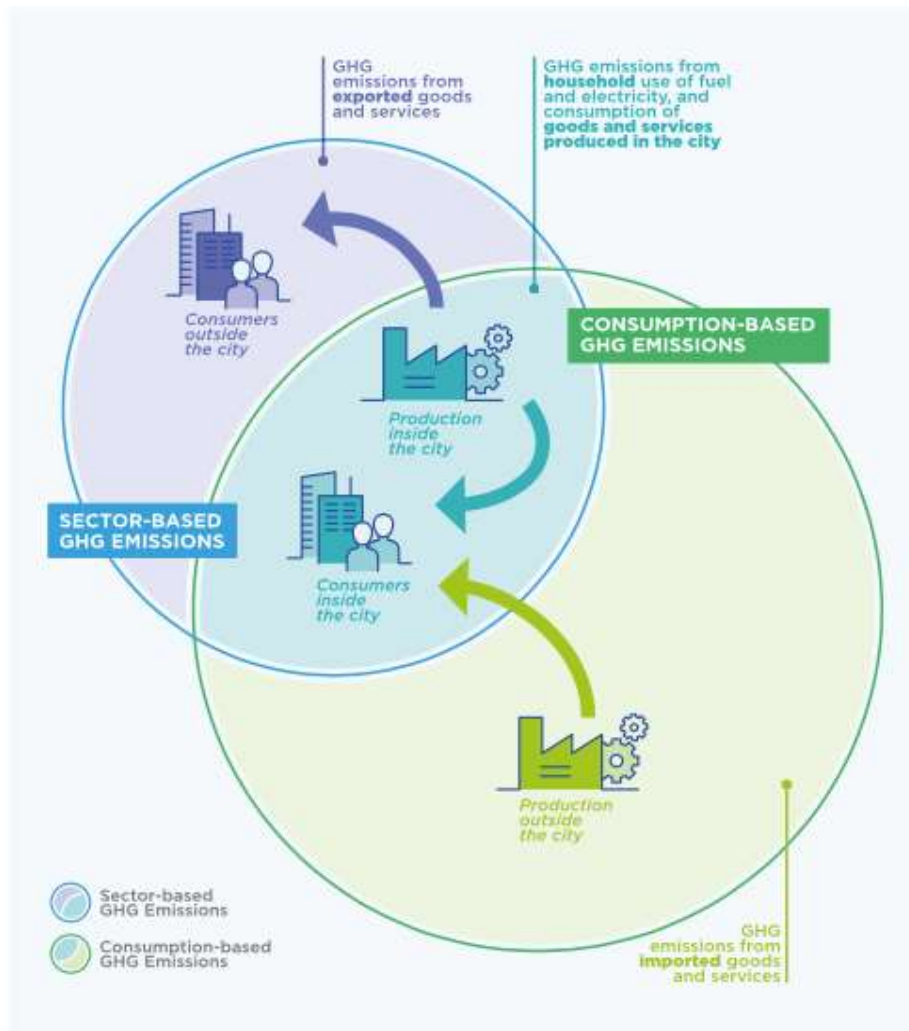 GHG
emissions from
exported goods
and services
GHG emissions from
household use of fuel
and electricity, and
consumption of
goods and services
produced in the city
Consumers
outside
the city
CONSUMPTION-BASED
GHG EMISSIONS
Production
inside
the city
SECTOR-BASED
GHG EMISSIONS
Consumers
inside
the city
Production
outside
the city
Sector-based
GHG Emissions
Consumption-based
GHG Emissions
GHG
emissions from
imported goods
and services